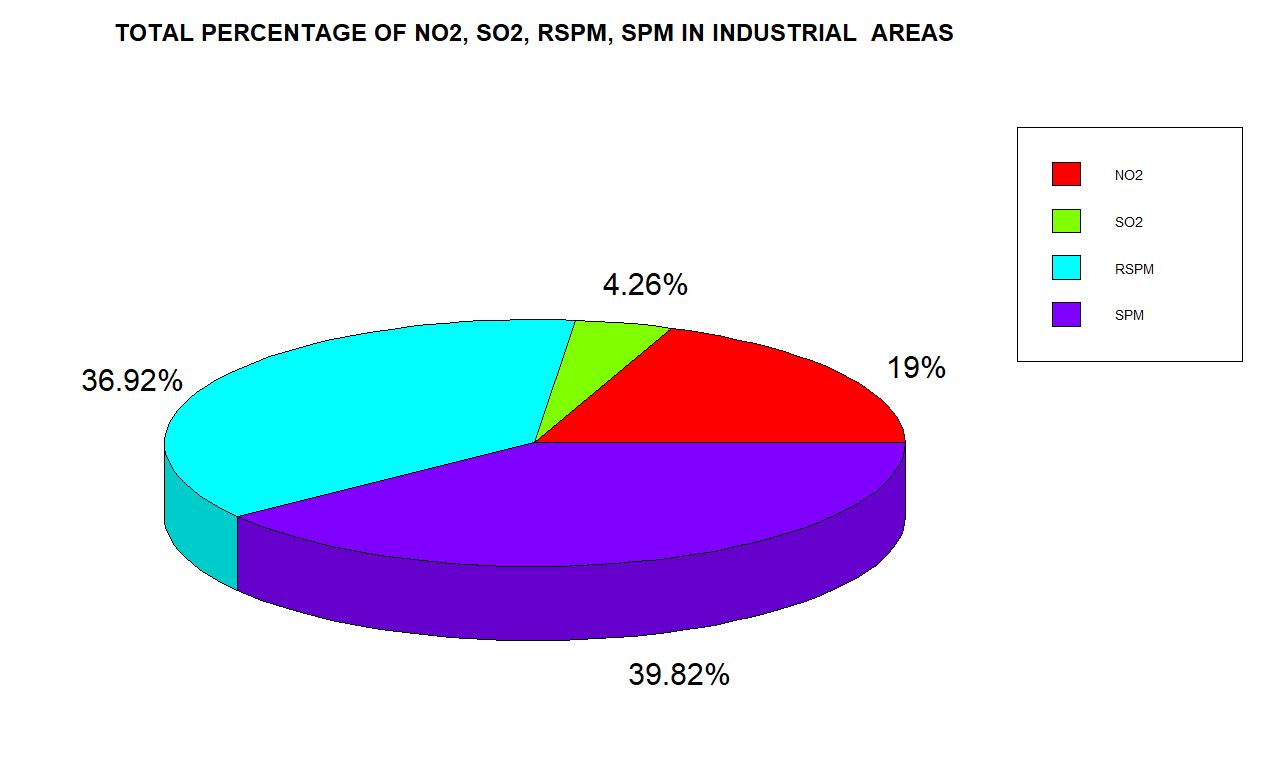 TOTAL PERCENTAGE OF NO2, SO2, RSPM, SPM IN INDUSTRIAL  AREAS
NO2
SO2
RSPM
SPM
4.26%
19%
36.92%
39.82%